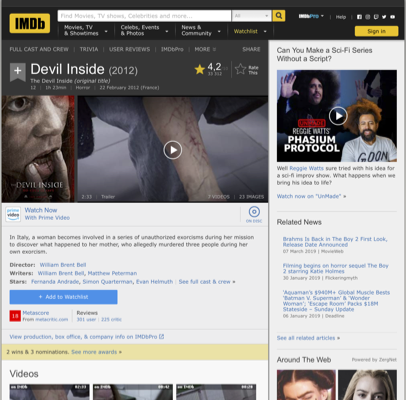 IMDb
Find Movies, TV shows, Celebrities and more...
All
IMDbPro
Help
Movies, TV
& Showtimes
Celebs, Events
& Photos
News &
Community
Watchlist
Sign in
FULL CAST AND CREW | TRIVIA | USER REVIEWS | IMDbPro | MORE
SHARE
Devil Inside (2012)
The Devil Inside (original title)
12 | 1h 23min | Horror | 22 February 2012 (France)
4,2
Rate
This
DEVIL INSIDE
2:33 | Trailer
7 VIDEOS | 23 IMAGES
prime video
Watch Now
With Prime Video
ON DISC
In Italy, a woman becomes involved in a series of unauthorized exorcisms during her mission
to discover what happened to her mother, who allegedly murdered three people during her
own exorcism.
Director: William Brent Bell
Writers: William Brent Bell, Matthew Peterman
Stars: Fernanda Andrade, Simon Quarterman, Evan Helmuth | See full cast & crew »
+ Add to Watchlist
18
Metascore
From metacritic.com
Reviews
301 user | 225 critic
View production, box office, & company info on IMDbPro
2 wins & 3 nominations. See more awards »
Videos
Can You Make a Sci-Fi Series
Without a Script?
REGGIE WATTS'
PHASIUM
PROTOCOL
Well Reggie Watts sure tried with his idea for
a sci-fi improv show. What happens when we
bring his idea to life?
Watch now on "UnMade" »
Related News
Brahms Is Back in The Boy 2 First Look,
Release Date Announced
07 March 2019 | MovieWeb
Filming begins on horror sequel The Boy
2 starring Katie Holmes
30 January 2019 | Flickeringmyth
'Aquaman's $940M+ Global Muscle Bests
'Batman V. Superman' & 'Wonder
Woman'; 'Escape Room' Packs $18M
Stateside – Sunday Update
06 January 2019 | Deadline
See all related articles »
Around The Web
Powered by ZergNet